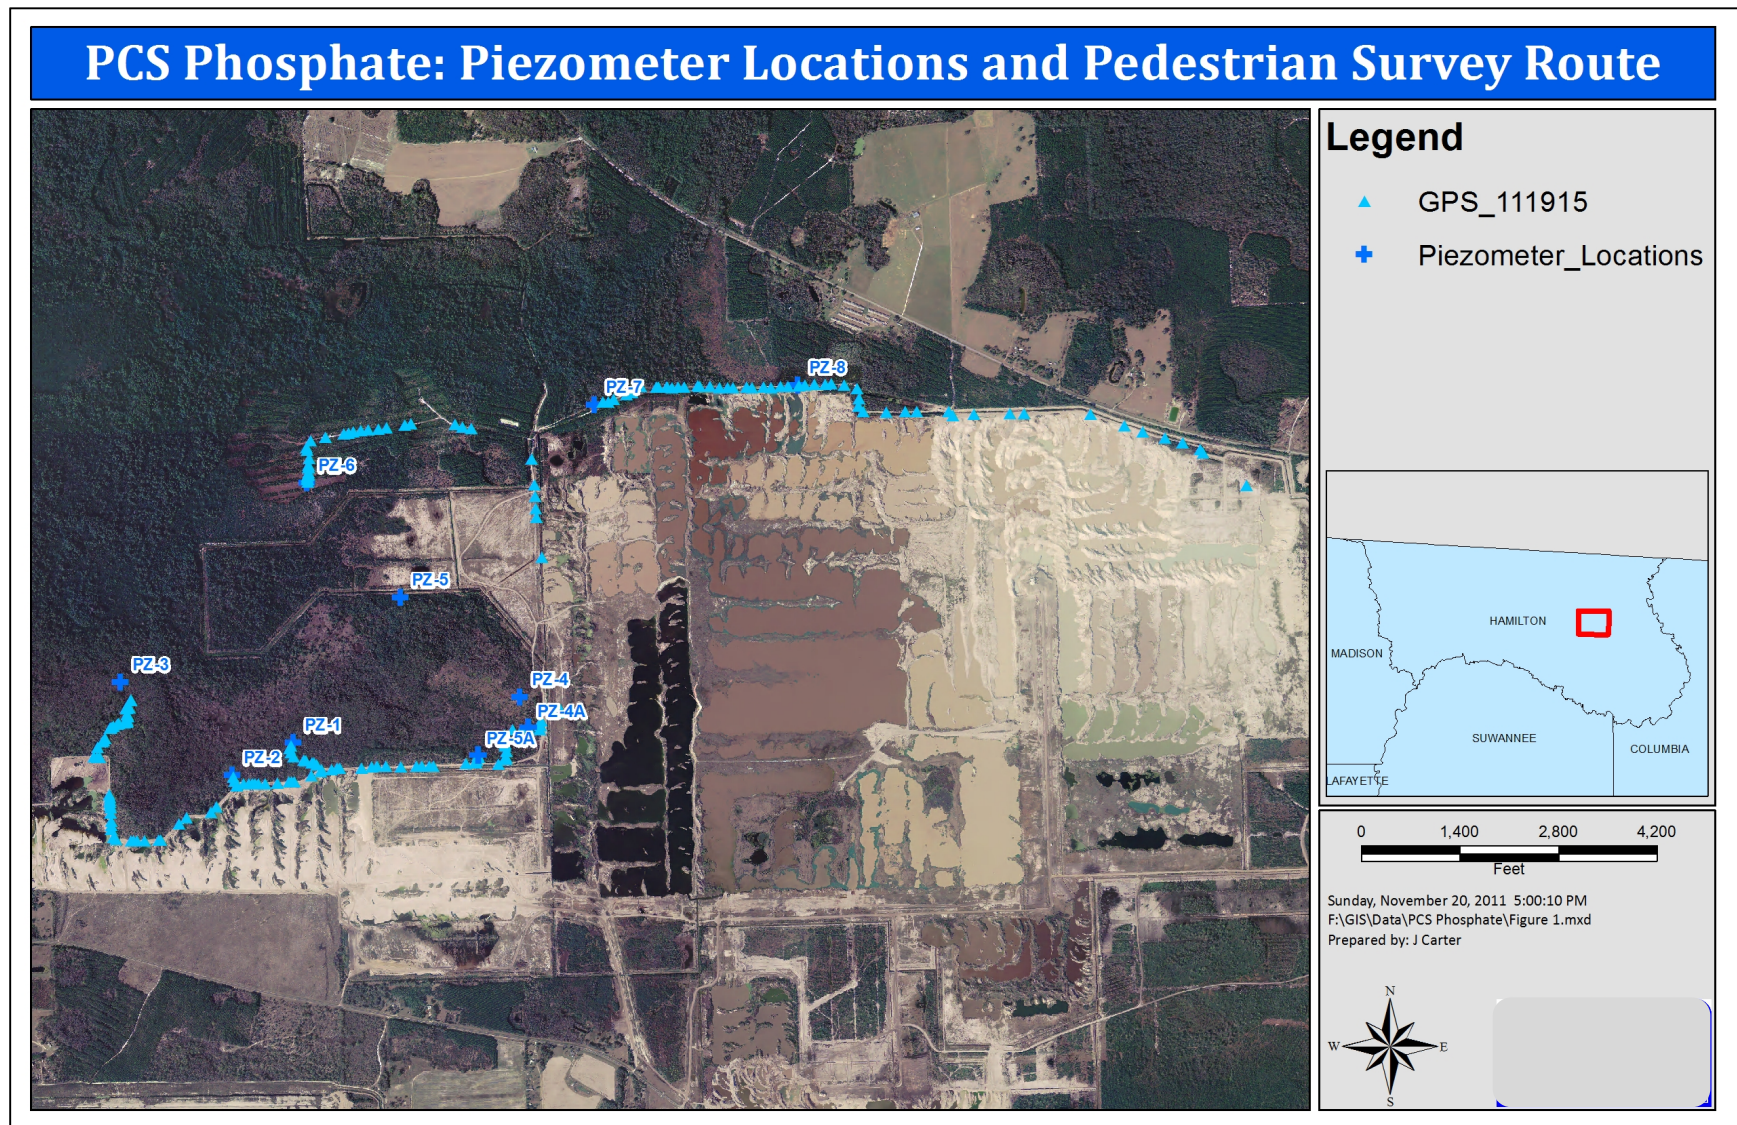 PCS Phosphate: Piezometer Locations and Pedestrian Survey Route
Legend
GPS_111915
Piezometer_Locations
PZ-8
PZ-7
PZ-6
PZ-5
PZ-3
PZ-4
PZ-4A
PZ-1
PZ-5A
PZ-2
HAMILTON
MADISON
SUWANNEE
COLUMBIA
LAFAYETTE
0 1,400 2,800 4,200
Feet
Sunday, November 20, 2011 5:00:10 PM
F:\GIS\Data\PCS Phosphate\Figure 1.mxd
Prepared by: J Carter
N
W E
S